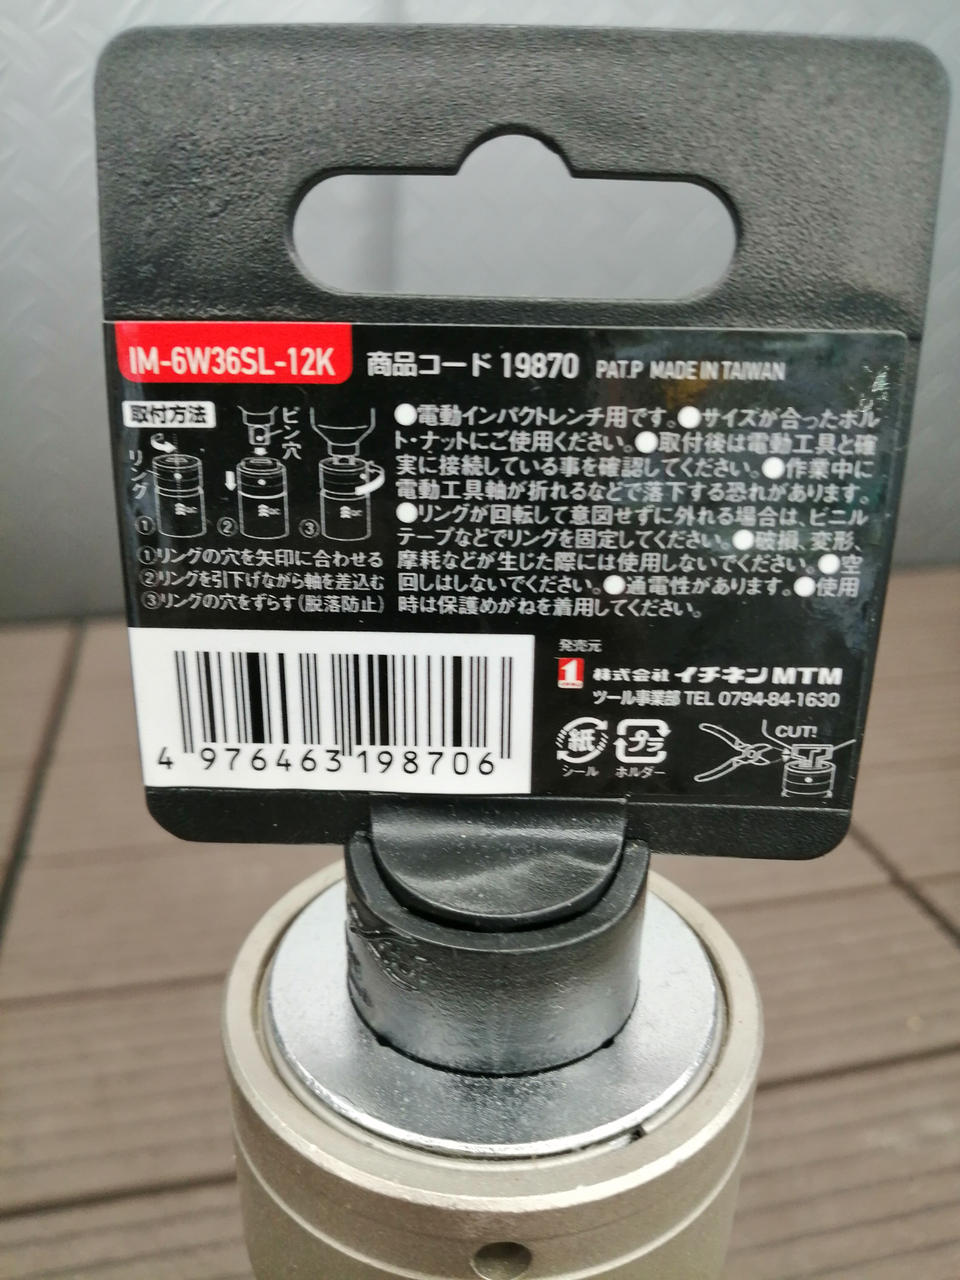 IM-6W36SL-12K 商品コード 19870 PAT.P MADE IN TAIWAN
取付方法
リング
ピン穴
① ② ③
①リングの穴を矢印に合わせる
②リングを引下げながら軸を差込む
③リングの穴をずらす(脱落防止)
●電動インパクトレンチ用です。●サイズが合ったボル
ト・ナットにご使用ください。●取付後は電動工具と確
実に接続している事を確認してください。●作業中に
電動工具軸が折れるなどで落下する恐れがあります。
●リングが回転して意図せずに外れる場合は、ビニル
テープなどでリングを固定してください。●破損、変形、
摩耗などが生じた際には使用しないでください。●空
回しはしないでください。●通電性があります。●使用
時は保護めがねを着用してください。
4 976463 198706
発売元
1 株式会社 イチネンMTM
ツール事業部 TEL 0794-84-1630
紙 プラ
シール ホルダー
CUT!